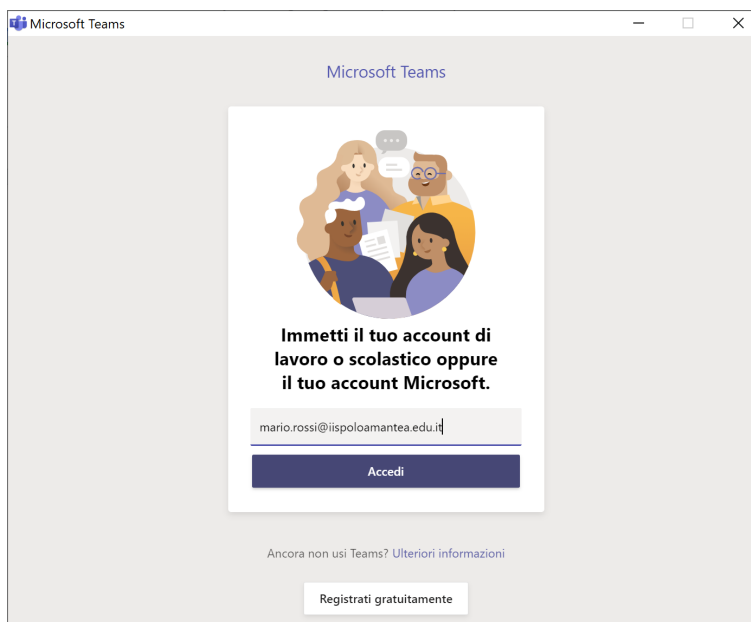 Microsoft Teams
Microsoft Teams
Immetti il tuo account di
lavoro o scolastico oppure
il tuo account Microsoft.
mario.rossi@iispoloamantea.edu.it
Accedi
Ancora non usi Teams? Ulteriori informazioni
Registrati gratuitamente